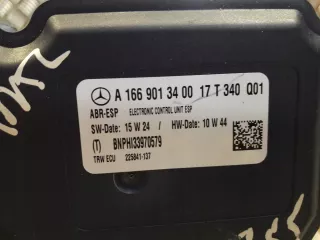 A 166 901 34 00 17 T 340 Q01
ABR-ESP ELECTRONIC CONTROL UNIT ESP
SW-Date: 15 W 24 / HW-Date: 10 W 44
(T) BNPHI33970579
TRW ECU 225841-137